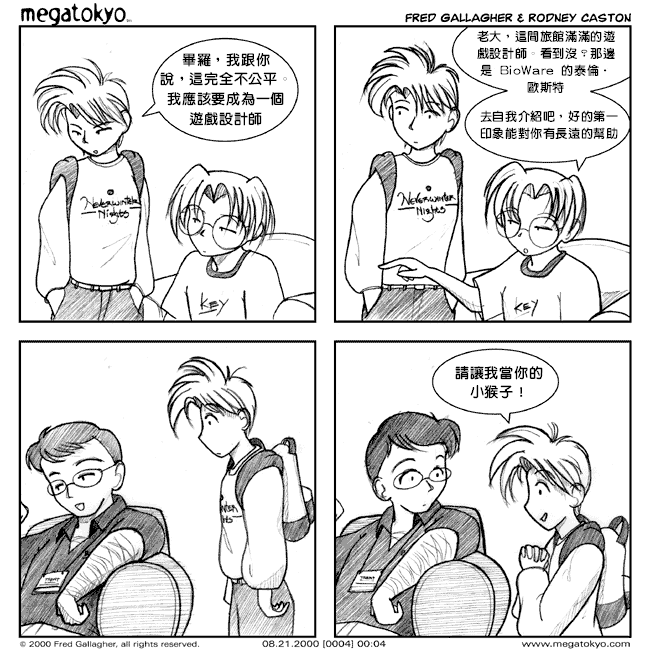 megatokyo
FRED GALLAGHER & RODNEY CASTON
畢羅，我跟你
說，這完全不公平。
我應該要成為一個
遊戲設計師
NEVERWINTER
Nights
KEY
老大，這間旅館滿滿的遊
戲設計師。看到沒？那邊
是 BioWare 的泰倫．
歐斯特
去自我介紹吧，好的第一
印象能對你有長遠的幫助
NEVERWINTER
Nights
KEY
TRENT
請讓我當你的
小猴子！
TRENT
© 2000 Fred Gallagher, all rights reserved.
08.21.2000 [0004] 00:04
www.megatokyo.com